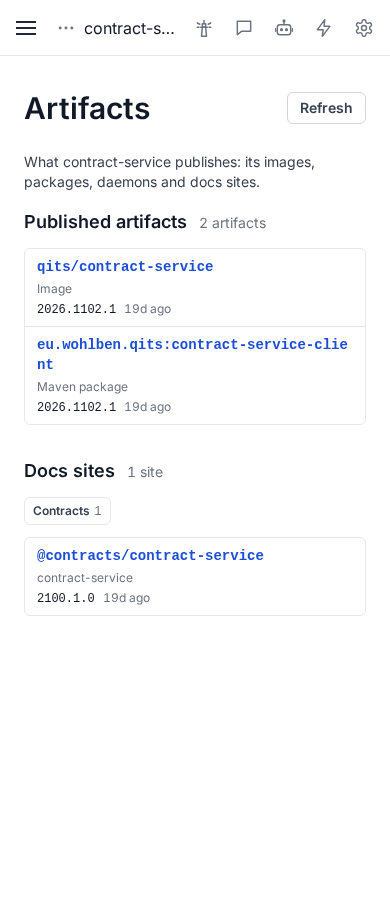 contract-s...
Artifacts
Refresh
What contract-service publishes: its images,
packages, daemons and docs sites.
Published artifacts 2 artifacts
qits/contract-service
Image
2026.1102.1 19d ago
eu.wohlben.qits:contract-service-clie
nt
Maven package
2026.1102.1 19d ago
Docs sites 1 site
Contracts 1
@contracts/contract-service
contract-service
2100.1.0 19d ago